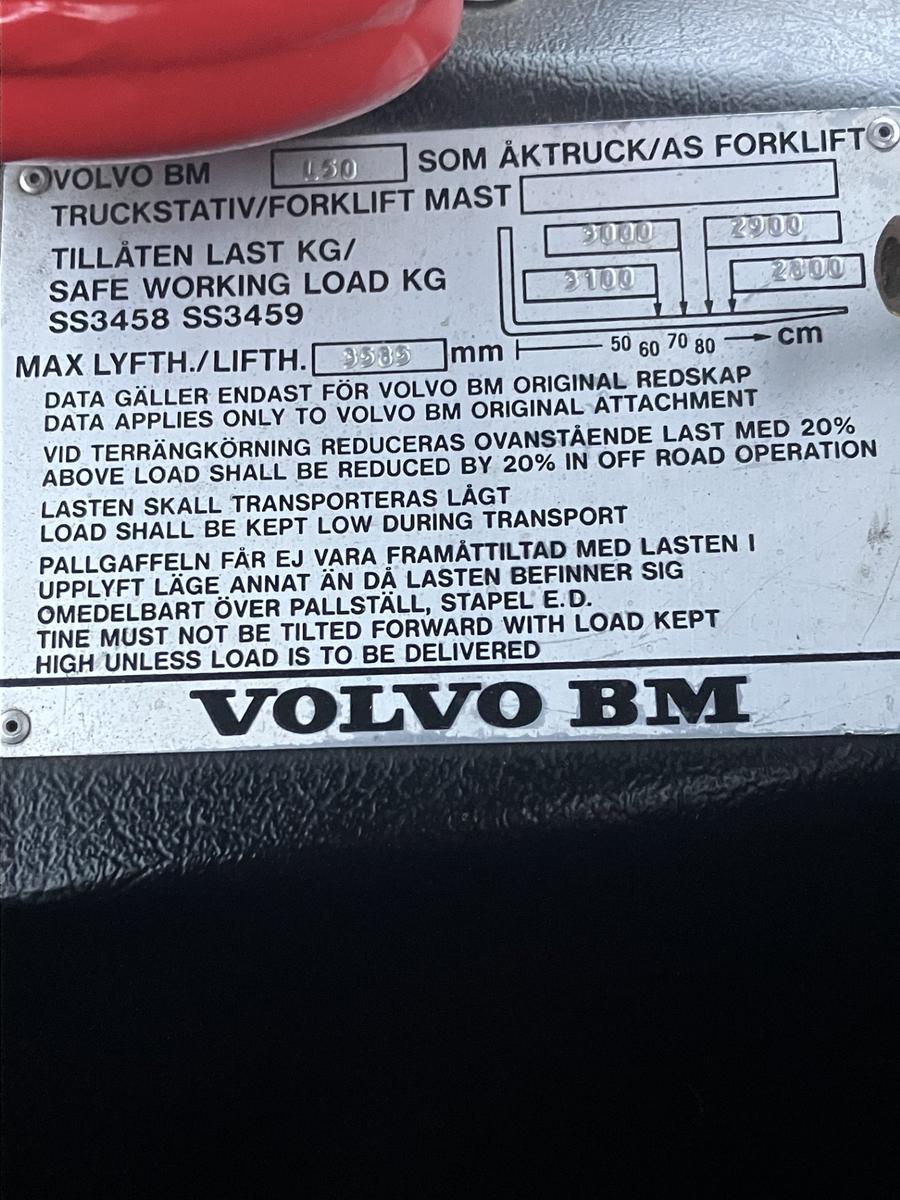 VOLVO BM L50 SOM ÅKTRUCK/AS FORKLIFT
TRUCKSTATIV/FORKLIFT MAST
TILLÅTEN LAST KG/
SAFE WORKING LOAD KG
SS3458 SS3459
3000 2900
3100 2800
50 60 70 80 cm
MAX LYFTH./LIFTH. 3585 mm
DATA GÄLLER ENDAST FÖR VOLVO BM ORIGINAL REDSKAP
DATA APPLIES ONLY TO VOLVO BM ORIGINAL ATTACHMENT
VID TERRÄNGKÖRNING REDUCERAS OVANSTÅENDE LAST MED 20%
ABOVE LOAD SHALL BE REDUCED BY 20% IN OFF ROAD OPERATION
LASTEN SKALL TRANSPORTERAS LÅGT
LOAD SHALL BE KEPT LOW DURING TRANSPORT
PALLGAFFELN FÅR EJ VARA FRAMÅTTILTAD MED LASTEN I
UPPLYFT LÄGE ANNAT ÄN DÅ LASTEN BEFINNER SIG
OMEDELBART ÖVER PALLSTÄLL, STAPEL E.D.
TINE MUST NOT BE TILTED FORWARD WITH LOAD KEPT
HIGH UNLESS LOAD IS TO BE DELIVERED
VOLVO BM